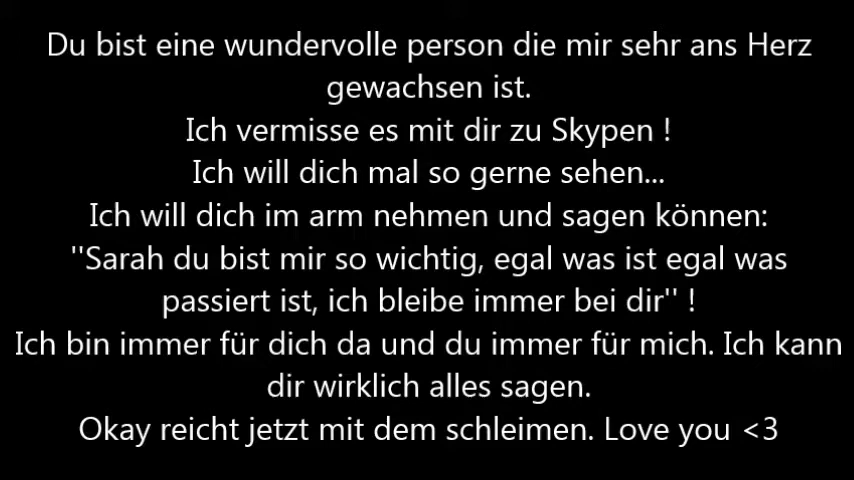 Du bist eine wundervolle person die mir sehr ans Herz
gewachsen ist.
Ich vermisse es mit dir zu Skypen !
Ich will dich mal so gerne sehen...
Ich will dich im arm nehmen und sagen können:
''Sarah du bist mir so wichtig, egal was ist egal was
passiert ist, ich bleibe immer bei dir'' !
Ich bin immer für dich da und du immer für mich. Ich kann
dir wirklich alles sagen.
Okay reicht jetzt mit dem schleimen. Love you <3